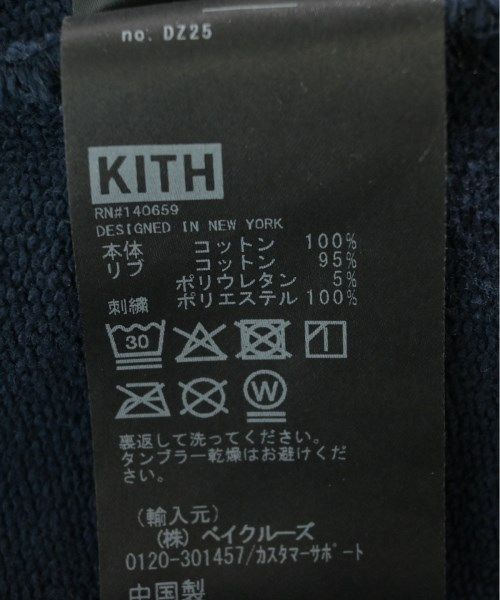 no. DZ25
KITH
RN#140659
DESIGNED IN NEW YORK
本体 コットン 100%
リブ コットン 95%
ポリウレタン 5%
刺繍 ポリエステル 100%
30
W
裏返して洗ってください。
タンブラー乾燥はお避けくだ
さい。
(輸入元)
(株) ベイクルーズ
0120-301457/カスタマーサポート
中国製